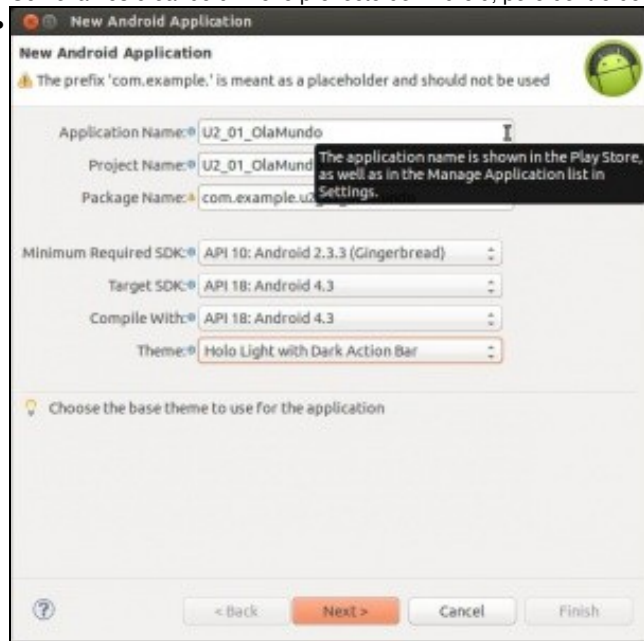 New Android Application
New Android Application
The prefix 'com.example.' is meant as a placeholder and should not be used
Application Name: U2_01_OlaMundo
Project Name: U2_01_OlaMund
The application name is shown in the Play Store,
as well as in the Manage Application list in
Settings.
Package Name: com.example.u2
Minimum Required SDK: API 10: Android 2.3.3 (Gingerbread)
Target SDK: API 18: Android 4.3
Compile With: API 18: Android 4.3
Theme: Holo Light with Dark Action Bar
Choose the base theme to use for the application
? < Back Next > Cancel Finish